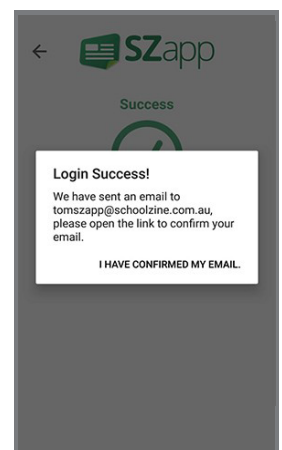 SZapp
Success
Login Success!
We have sent an email to
tomszapp@schoolzine.com.au,
please open the link to confirm your
email.
I HAVE CONFIRMED MY EMAIL.